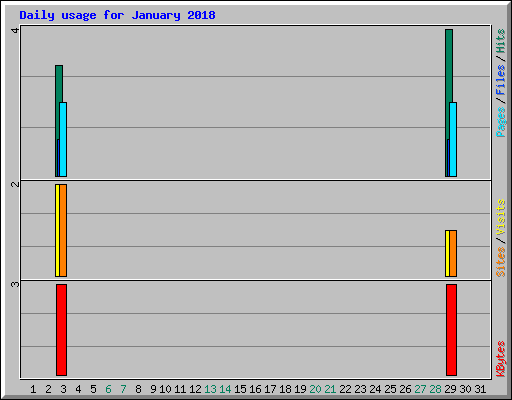 Daily usage for January 2018
4
Pages / Files / Hits
2
Sites / Visits
3
KBytes
1 2 3 4 5 6 7 8 9 10 11 12 13 14 15 16 17 18 19 20 21 22 23 24 25 26 27 28 29 30 31